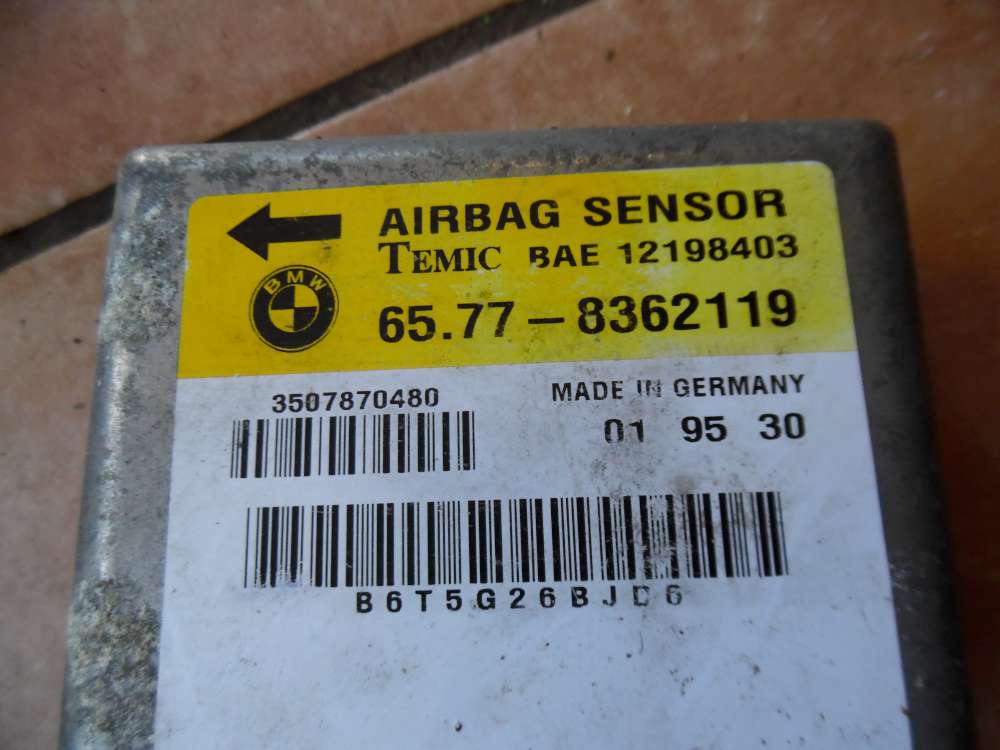 AIRBAG SENSOR
TEMIC BAE 12198403
BMW
65.77 – 8362119
3507870480
MADE IN GERMANY
01 95 30
B6T5G26BJD6